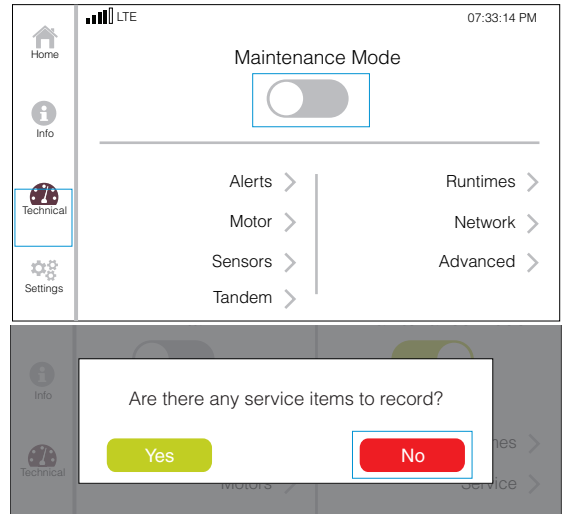 LTE 07:33:14 PM
Home
Maintenance Mode
Info
Alerts Runtimes
Technical
Motor Network
Sensors Advanced
Settings
Tandem
Info
Are there any service items to record?
Yes No
Technical
Motors Service